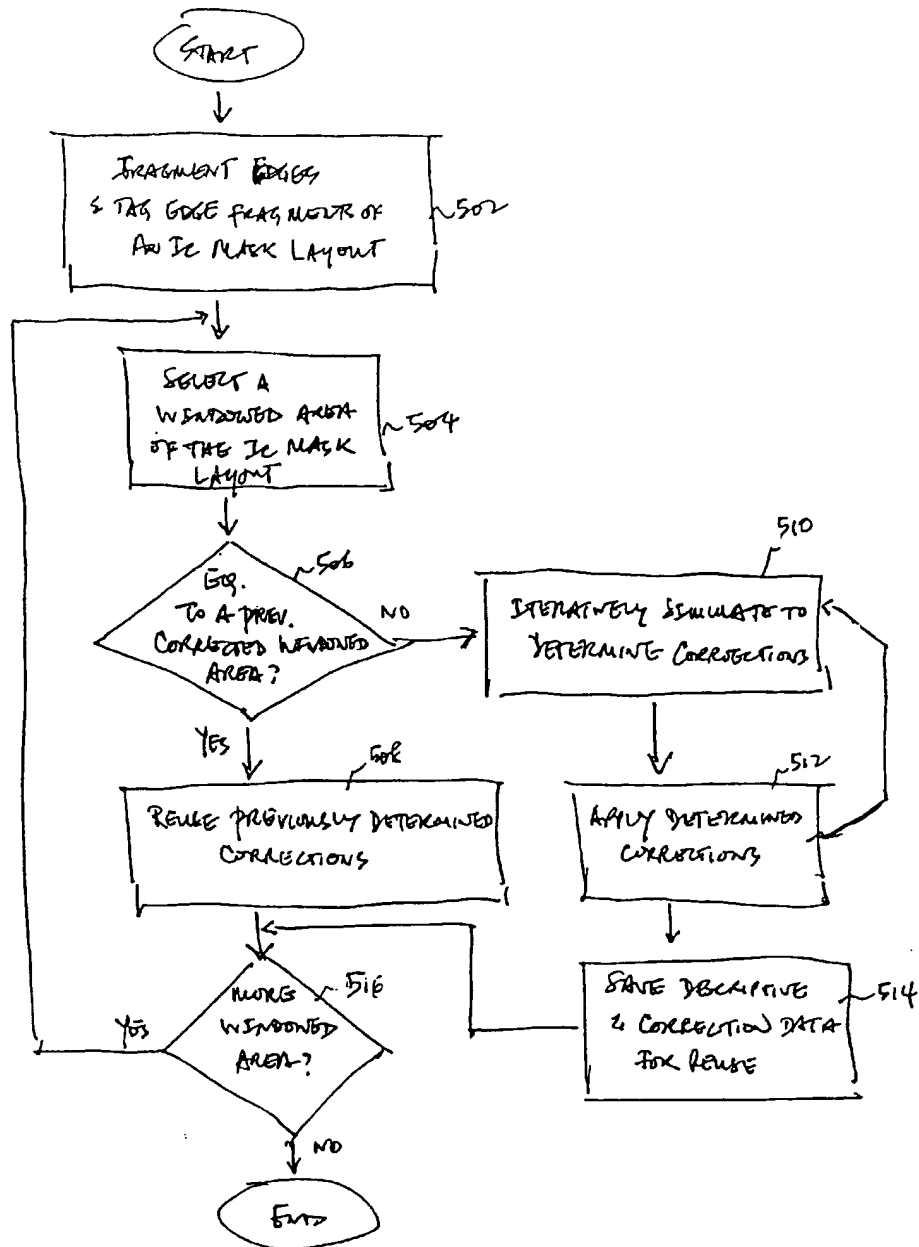 START
FRAGMENT EDGES
& TAG EDGE FRAGMENTS OF
AN IC MASK LAYOUT
502
SELECT A
WINDOWED AREA
OF THE IC MASK
LAYOUT
504
EQ.
TO A PREV.
CORRECTED WINDOWED
AREA?
506
NO
YES
510
ITERATIVELY SIMULATE TO
DETERMINE CORRECTIONS
508
REUSE PREVIOUSLY DETERMINED
CORRECTIONS
512
APPLY DETERMINED
CORRECTIONS
516
MORE
WINDOWED
AREA?
YES
NO
SAVE DESCRIPTIVE
& CORRECTION DATA
FOR REUSE
514
END